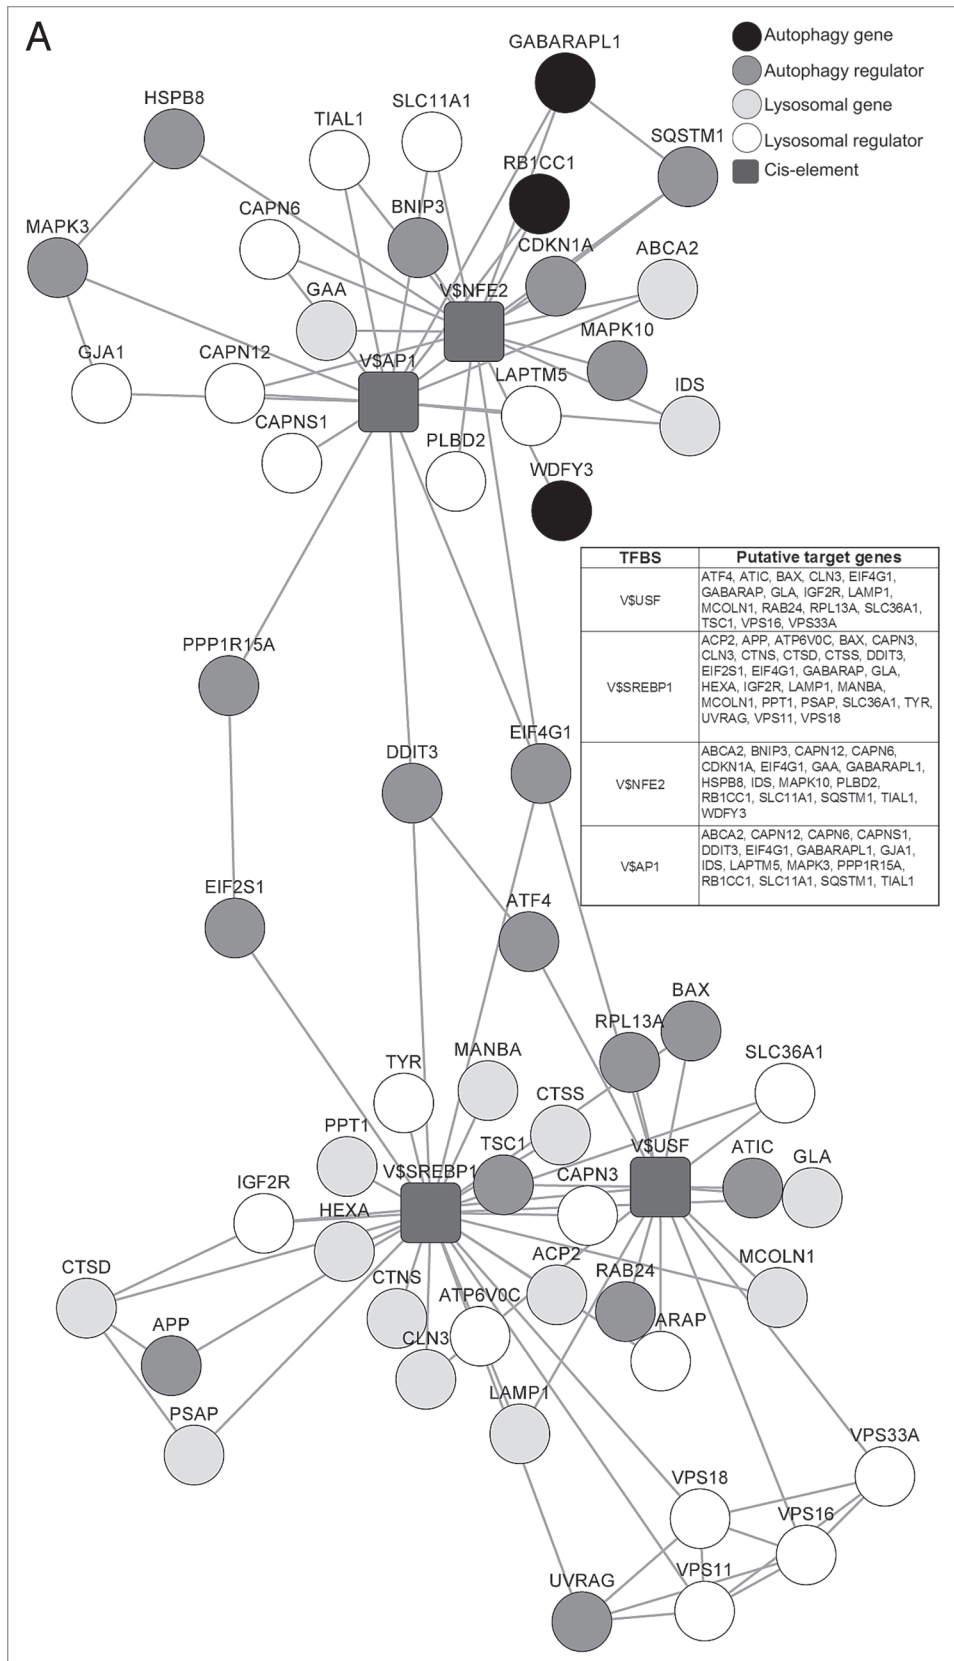 A
Autophagy gene
Autophagy regulator
Lysosomal gene
Lysosomal regulator
Cis-element
GABARAPL1
HSPB8
SLC11A1
TIAL1
SQSTM1
RB1CC1
CAPN6
BNIP3
MAPK3
CDKN1A
ABCA2
GAA
V$NFE2
MAPK10
GJA1
CAPN12
V$AP1
LAPTM5
IDS
CAPNS1
PLBD2
WDFY3
TFBS Putative target genes
V$USF
ATF4, ATIC, BAX, CLN3, EIF4G1,
GABARAP, GLA, IGF2R, LAMP1,
MCOLN1, RAB24, RPL13A, SLC36A1,
TSC1, VPS16, VPS33A
V$SREBP1
ACP2, APP, ATP6V0C, BAX, CAPN3,
CLN3, CTNS, CTSD, CTSS, DDIT3,
EIF2S1, EIF4G1, GABARAP, GLA,
HEXA, IGF2R, LAMP1, MANBA,
MCOLN1, PPT1, PSAP, SLC36A1, TYR,
UVRAG, VPS11, VPS18
V$NFE2
ABCA2, BNIP3, CAPN12, CAPN6,
CDKN1A, EIF4G1, GAA, GABARAPL1,
HSPB8, IDS, MAPK10, PLBD2,
RB1CC1, SLC11A1, SQSTM1, TIAL1,
WDFY3
V$AP1
ABCA2, CAPN12, CAPN6, CAPNS1,
DDIT3, EIF4G1, GABARAPL1, GJA1,
IDS, LAPTM5, MAPK3, PPP1R15A,
RB1CC1, SLC11A1, SQSTM1, TIAL1
PPP1R15A
DDIT3
EIF4G1
EIF2S1
ATF4
BAX
RPL13A
SLC36A1
TYR
MANBA
CTSS
PPT1
TSC1
V$USF
ATIC
GLA
V$SREBP1
CAPN3
IGF2R
HEXA
CTSD
CTNS
ACP2
RAB24
MCOLN1
ATP6V0C
APP
CLN3
ARAP
PSAP
LAMP1
VPS33A
VPS18
VPS16
VPS11
UVRAG